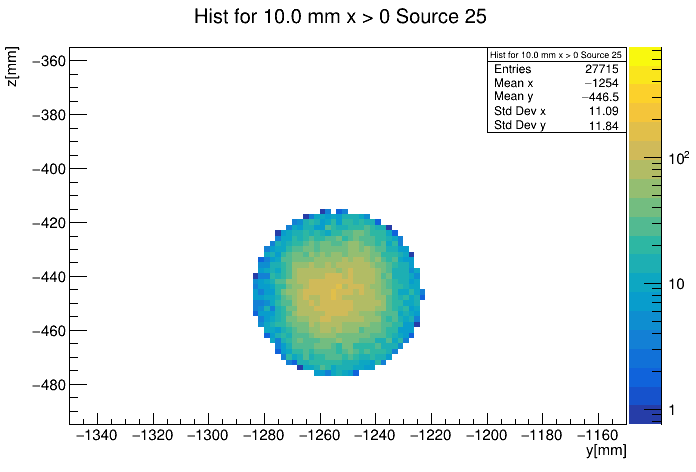 Hist for 10.0 mm x > 0 Source 25
z[mm]
−360
−380
−400
−420
−440
−460
−480
Hist for 10.0 mm x > 0 Source 25
Entries 27715
Mean x −1254
Mean y −446.5
Std Dev x 11.09
Std Dev y 11.84
10²
10
1
−1340 −1320 −1300 −1280 −1260 −1240 −1220 −1200 −1180 −1160
y[mm]